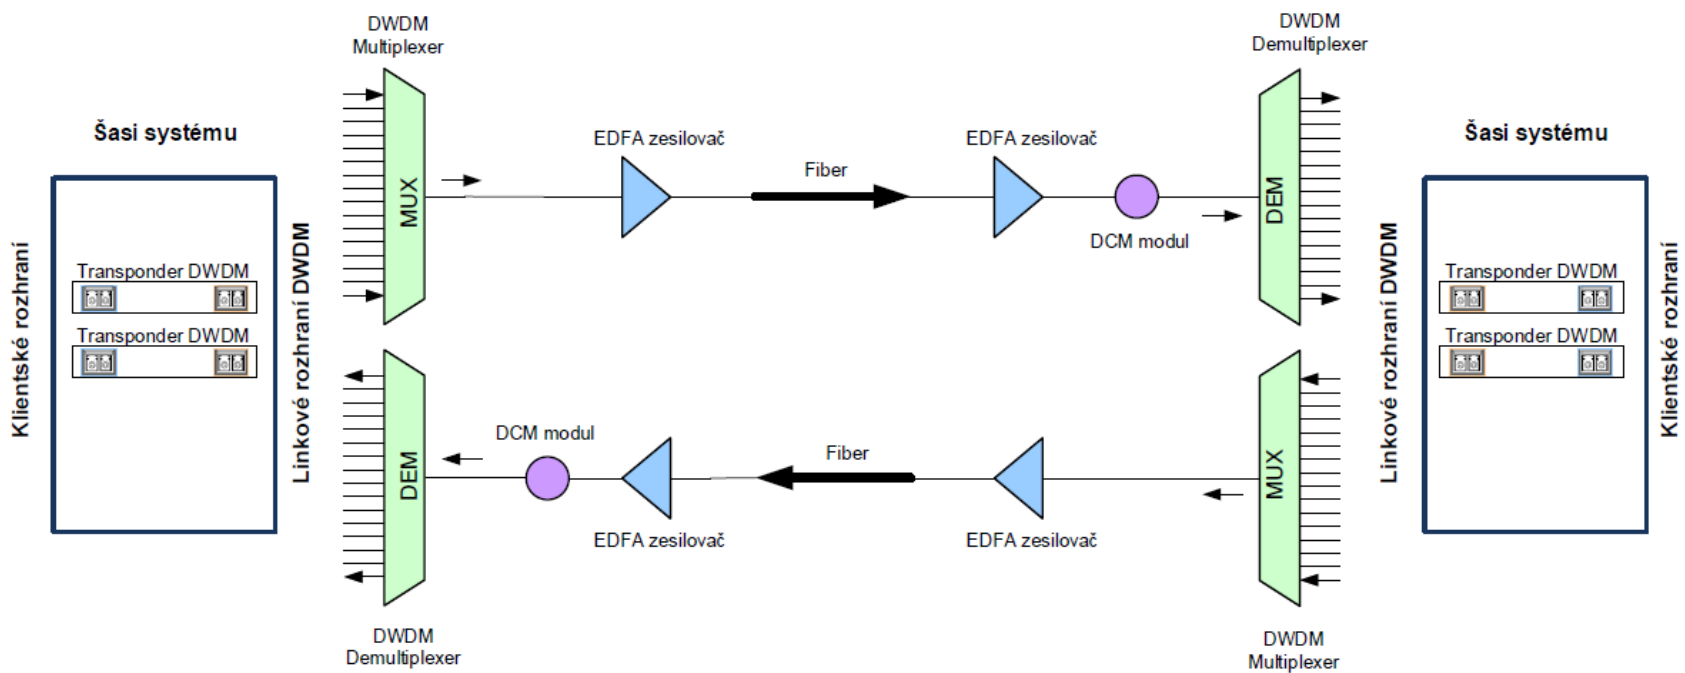 DWDM
Multiplexer
DWDM
Demultiplexer
Šasi systému
EDFA zesilovač
EDFA zesilovač
Šasi systému
Fiber
MUX
DEM
DCM modul
Klientské rozhraní
Transponder DWDM
Transponder DWDM
Linkové rozhraní DWDM
Linkové rozhraní DWDM
Transponder DWDM
Transponder DWDM
Klientské rozhraní
DCM modul
Fiber
DEM
MUX
EDFA zesilovač
EDFA zesilovač
DWDM
Demultiplexer
DWDM
Multiplexer